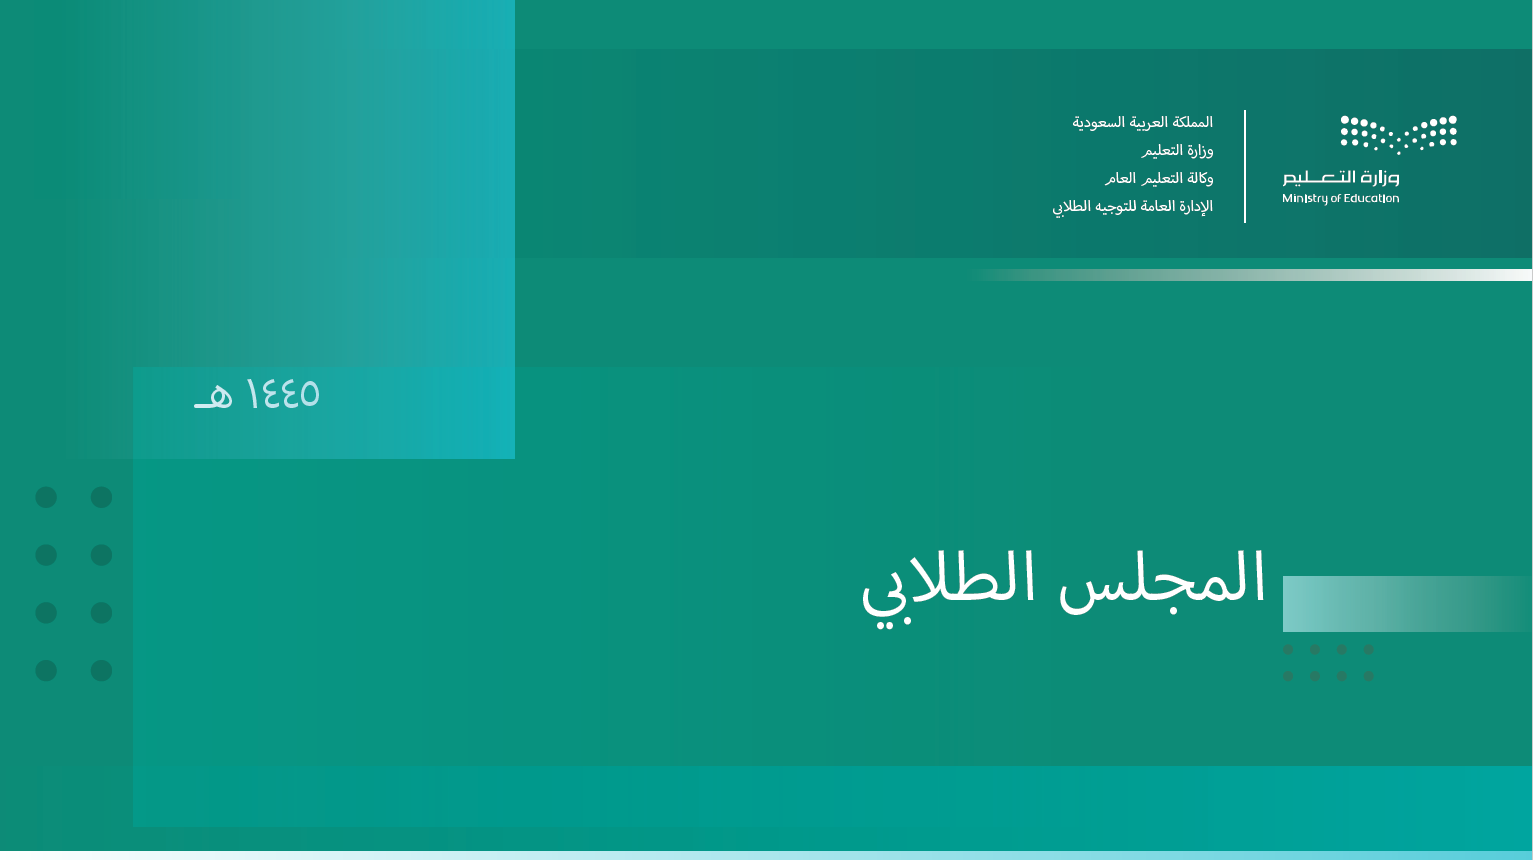 المملكة العربية السعودية
وزارة التعليم
وكالة التعليم العام
الإدارة العامة للتوجيه الطلابي
وزارة التعـليم
Ministry of Education
١٤٤٥ هـ
المجلس الطلابي